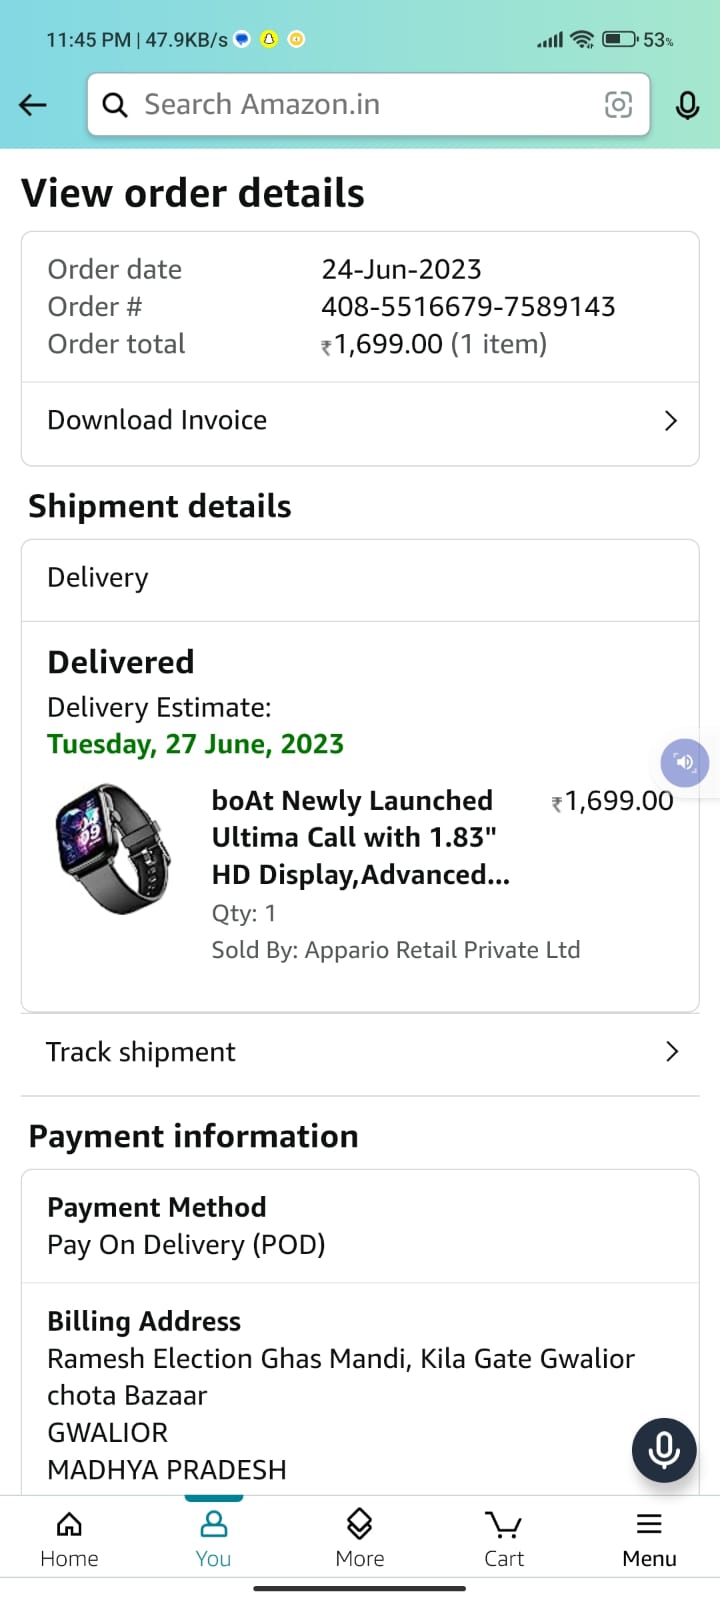 11:45 PM | 47.9KB/s
53%
Search Amazon.in
View order details
Order date 24-Jun-2023
Order # 408-5516679-7589143
Order total ₹1,699.00 (1 item)
Download Invoice
Shipment details
Delivery
Delivered
Delivery Estimate:
Tuesday, 27 June, 2023
boAt Newly Launched ₹1,699.00
Ultima Call with 1.83"
HD Display,Advanced...
Qty: 1
Sold By: Appario Retail Private Ltd
Track shipment
Payment information
Payment Method
Pay On Delivery (POD)
Billing Address
Ramesh Election Ghas Mandi, Kila Gate Gwalior
chota Bazaar
GWALIOR
MADHYA PRADESH
Home You More Cart Menu